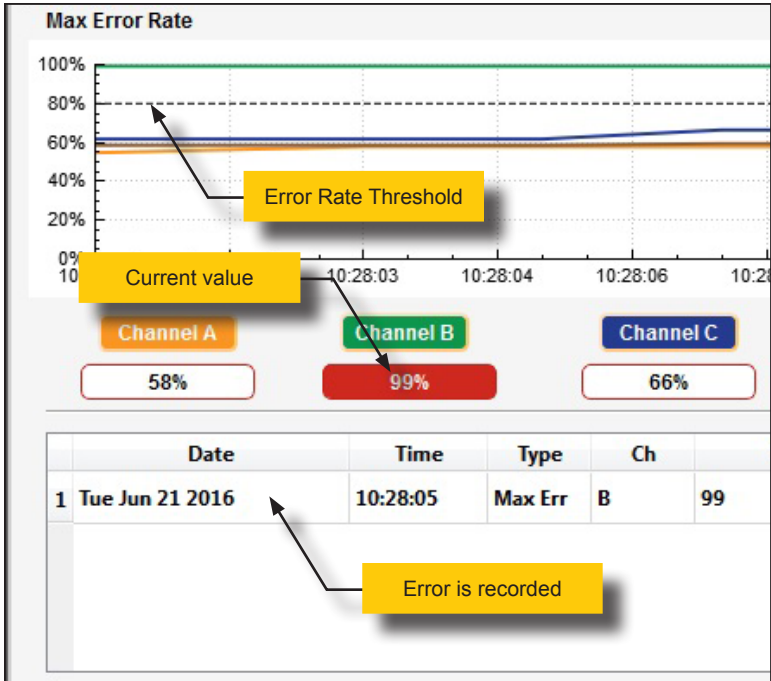 Max Error Rate
100%
80%
60%
40%
Error Rate Threshold
20%
0%
Current value
10:28:03 10:28:04 10:28:06
Channel A Channel B Channel C
58% 99% 66%
Date Time Type Ch
1 Tue Jun 21 2016 10:28:05 Max Err B 99
Error is recorded